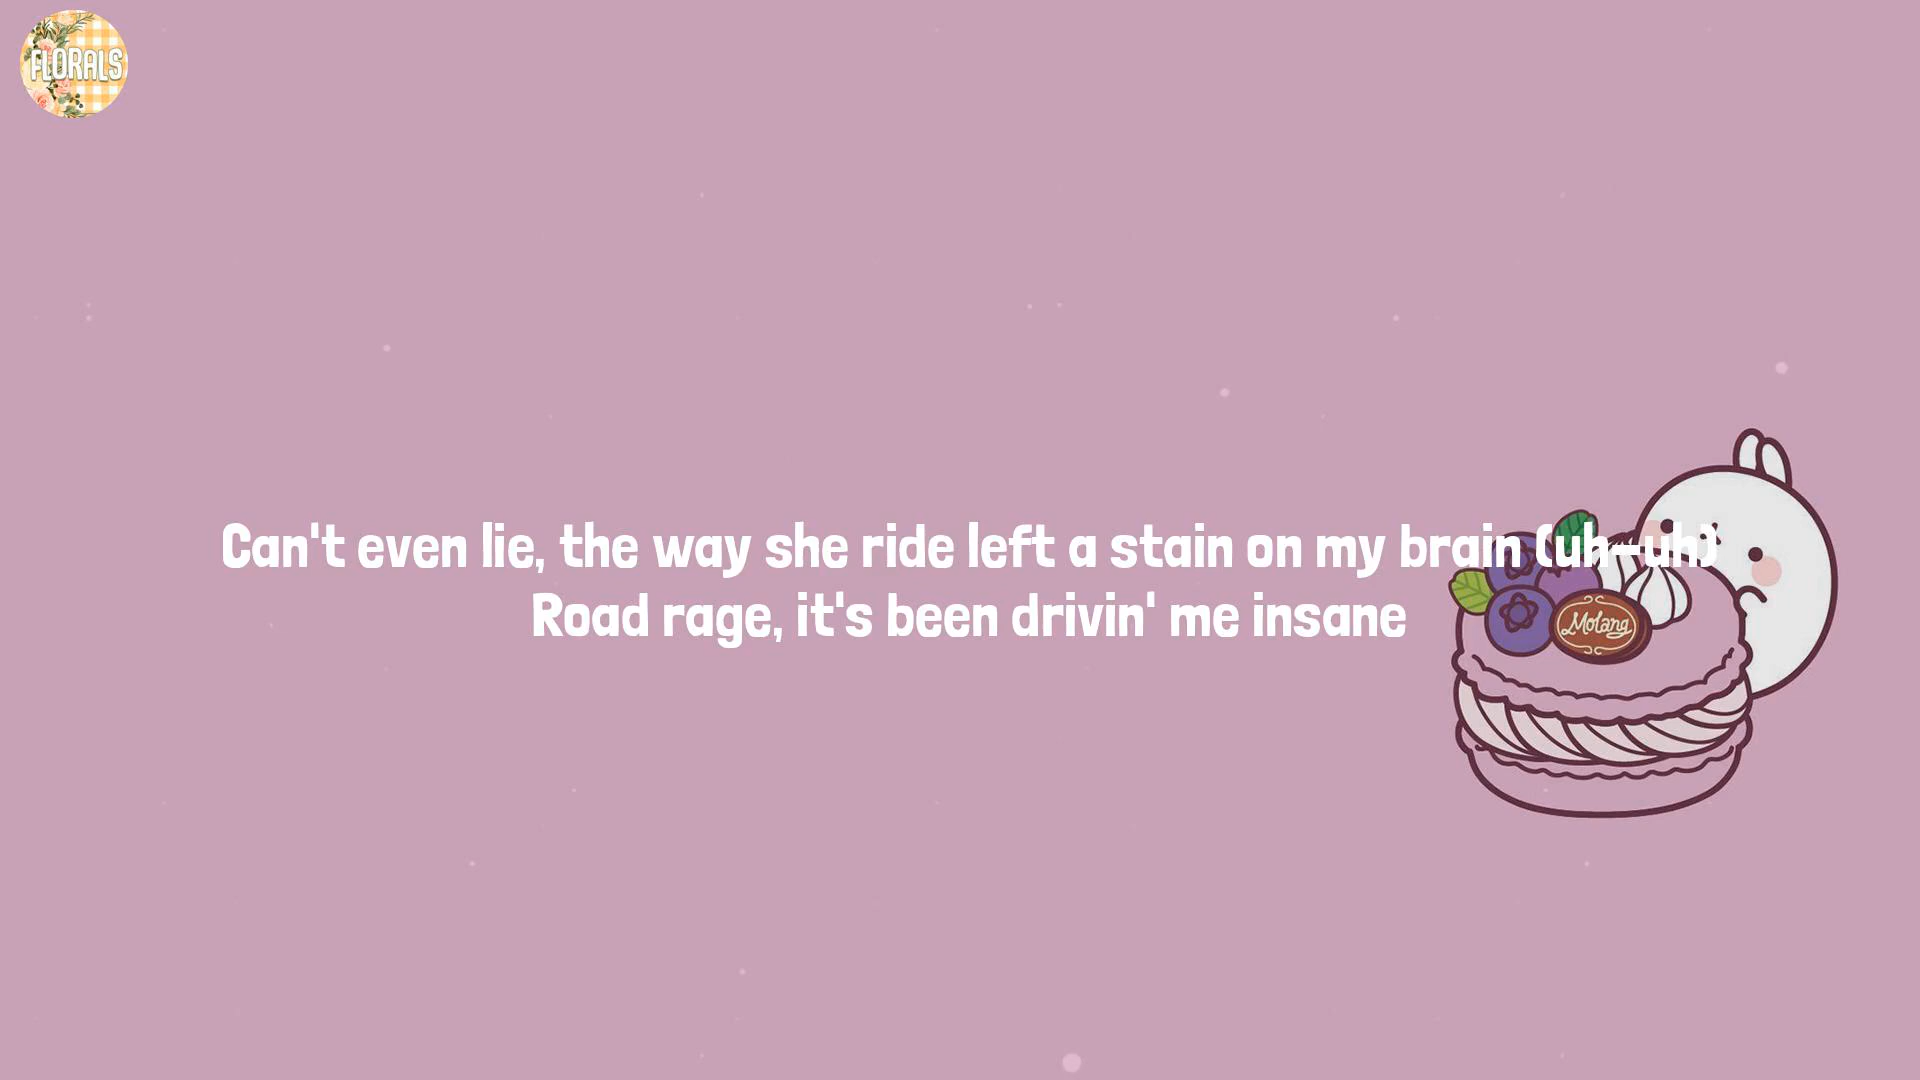 FLORALS
Can't even lie, the way she ride left a stain on my brain (uh-uh)
Road rage, it's been drivin' me insane
Molang